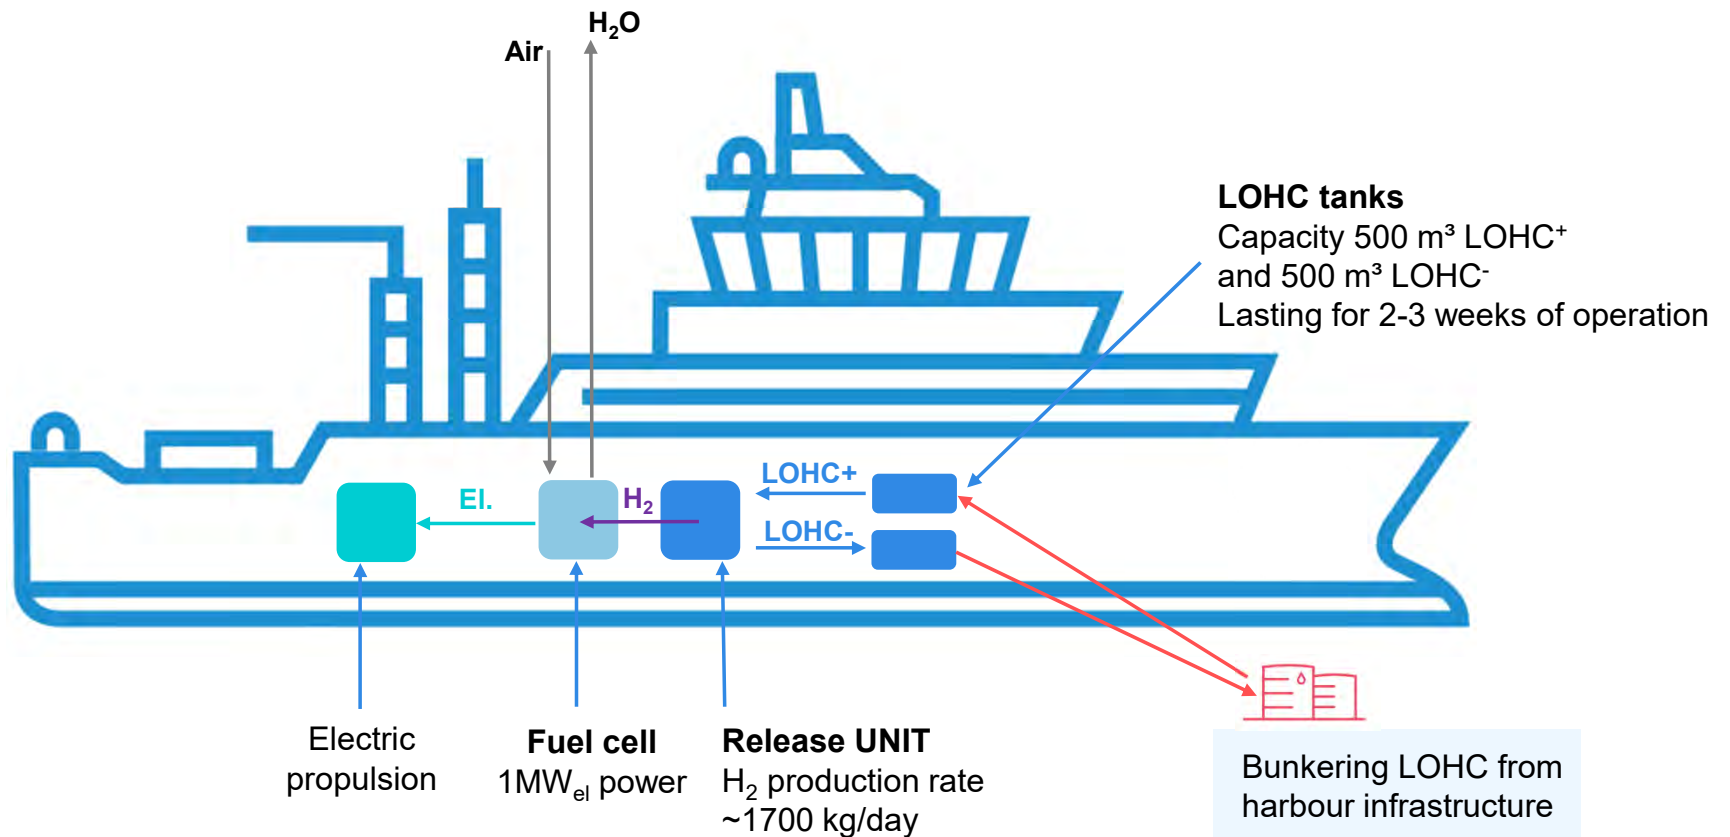 H₂O
Air
LOHC tanks
Capacity 500 m³ LOHC⁺
and 500 m³ LOHC⁻
Lasting for 2-3 weeks of operation
El.
H₂
LOHC+
LOHC-
Electric
propulsion
Fuel cell
1MWₑₗ power
Release UNIT
H₂ production rate
~1700 kg/day
Bunkering LOHC from
harbour infrastructure